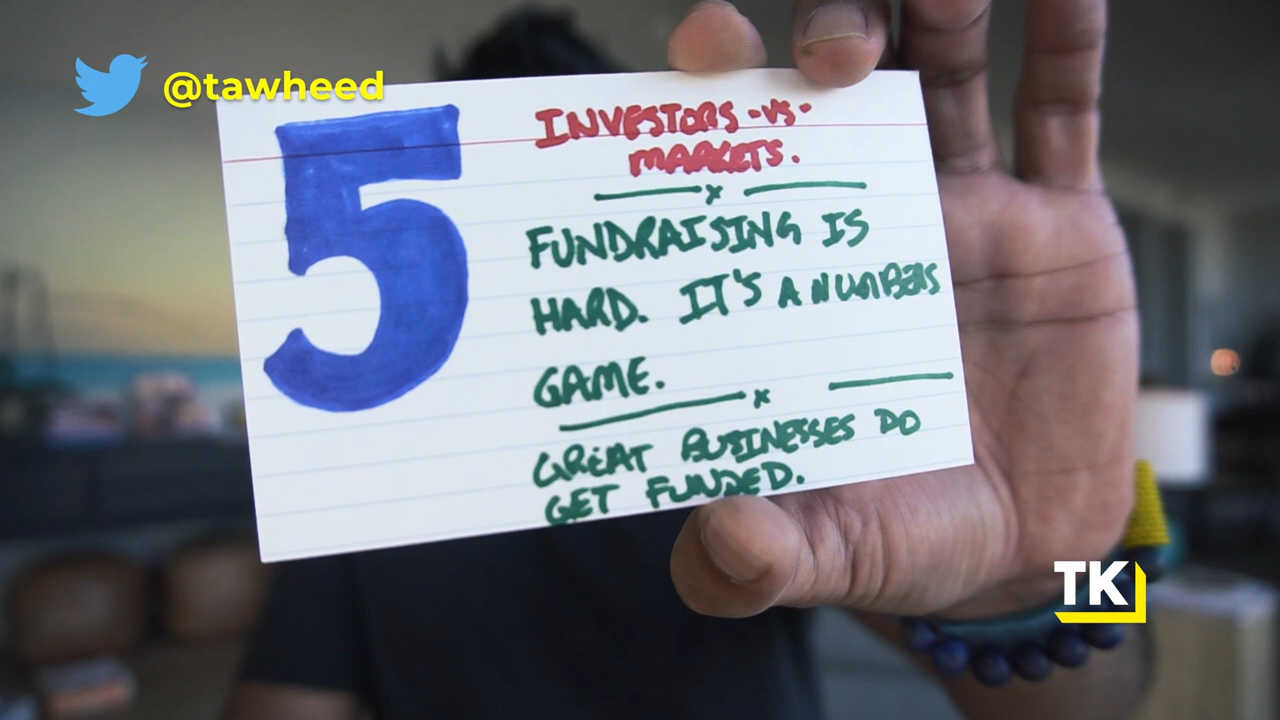 @tawheed
5
INVESTORS -VS-
MARKETS.
FUNDRAISING IS
HARD. IT'S A NUMBERS
GAME.
GREAT BUSINESSES DO
GET FUNDED.
TK